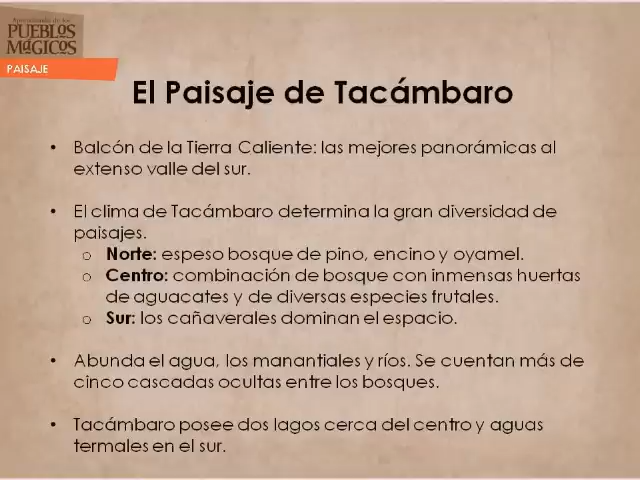 Aprendiendo de los
PUEBLOS
MáGICOS
PAISAJE
El Paisaje de Tacámbaro
• Balcón de la Tierra Caliente: las mejores panorámicas al
extenso valle del sur.
• El clima de Tacámbaro determina la gran diversidad de
paisajes.
o Norte: espeso bosque de pino, encino y oyamel.
o Centro: combinación de bosque con inmensas huertas
de aguacates y de diversas especies frutales.
o Sur: los cañaverales dominan el espacio.
• Abunda el agua, los manantiales y ríos. Se cuentan más de
cinco cascadas ocultas entre los bosques.
• Tacámbaro posee dos lagos cerca del centro y aguas
termales en el sur.